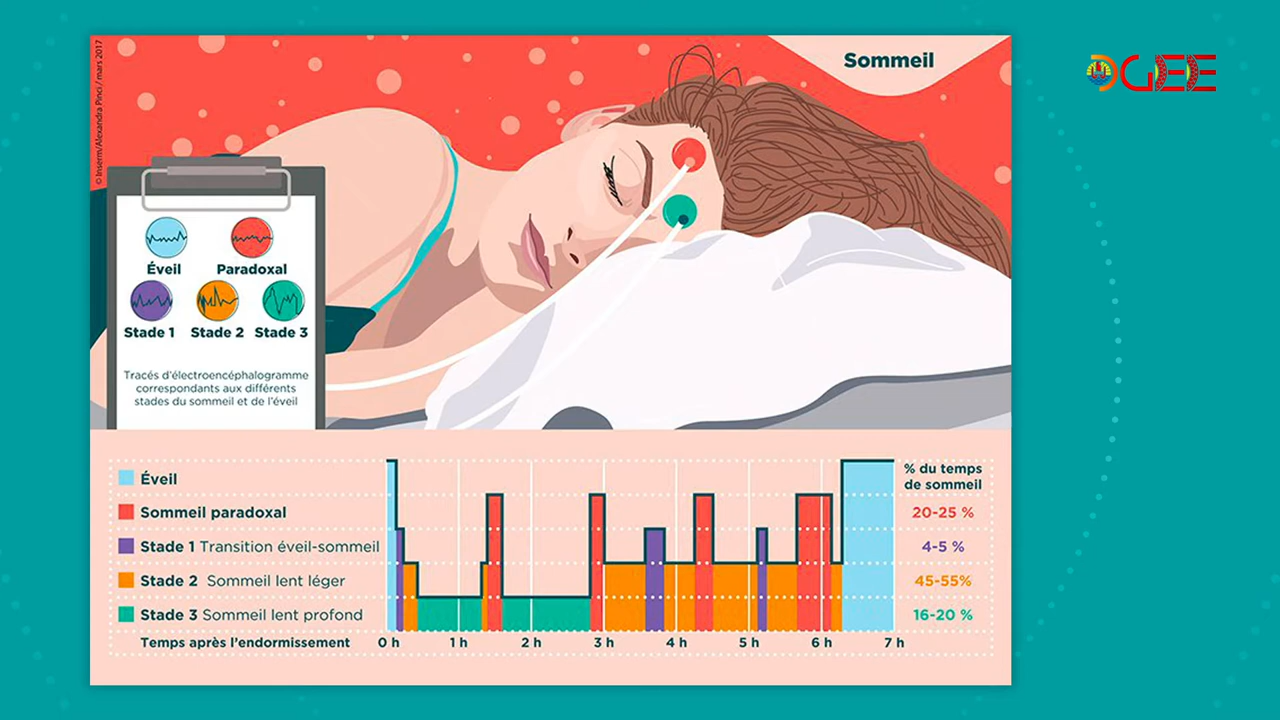 © Inserm/Alexandra Pinci / mars 2017
Sommeil
DGEE
Éveil
Paradoxal
Stade 1
Stade 2
Stade 3
Tracés d'électroencéphalogramme
correspondants aux différents
stades du sommeil et de l'éveil
Éveil
Sommeil paradoxal
Stade 1 Transition éveil-sommeil
Stade 2 Sommeil lent léger
Stade 3 Sommeil lent profond
Temps après l'endormissement
0 h
1 h
2 h
3 h
4 h
5 h
6 h
7 h
% du temps
de sommeil
20-25 %
4-5 %
45-55%
16-20 %